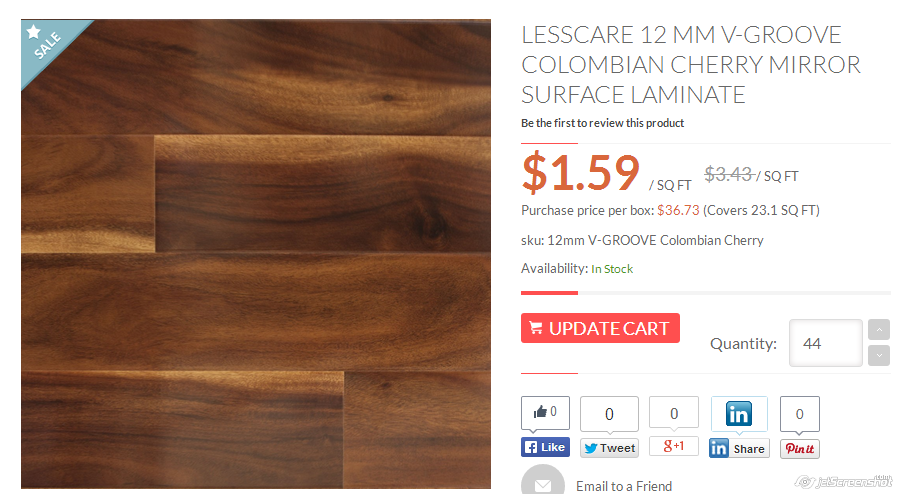 SALE
LESSCARE 12 MM V-GROOVE
COLOMBIAN CHERRY MIRROR
SURFACE LAMINATE
Be the first to review this product
$1.59 / SQ FT $3.43 / SQ FT
Purchase price per box: $36.73 (Covers 23.1 SQ FT)
sku: 12mm V-GROOVE Colombian Cherry
Availability: In Stock
UPDATE CART
Quantity: 44
0 0 0 in 0
f Like Tweet g+1 in Share Pin it
Email to a Friend
jetScreenshot